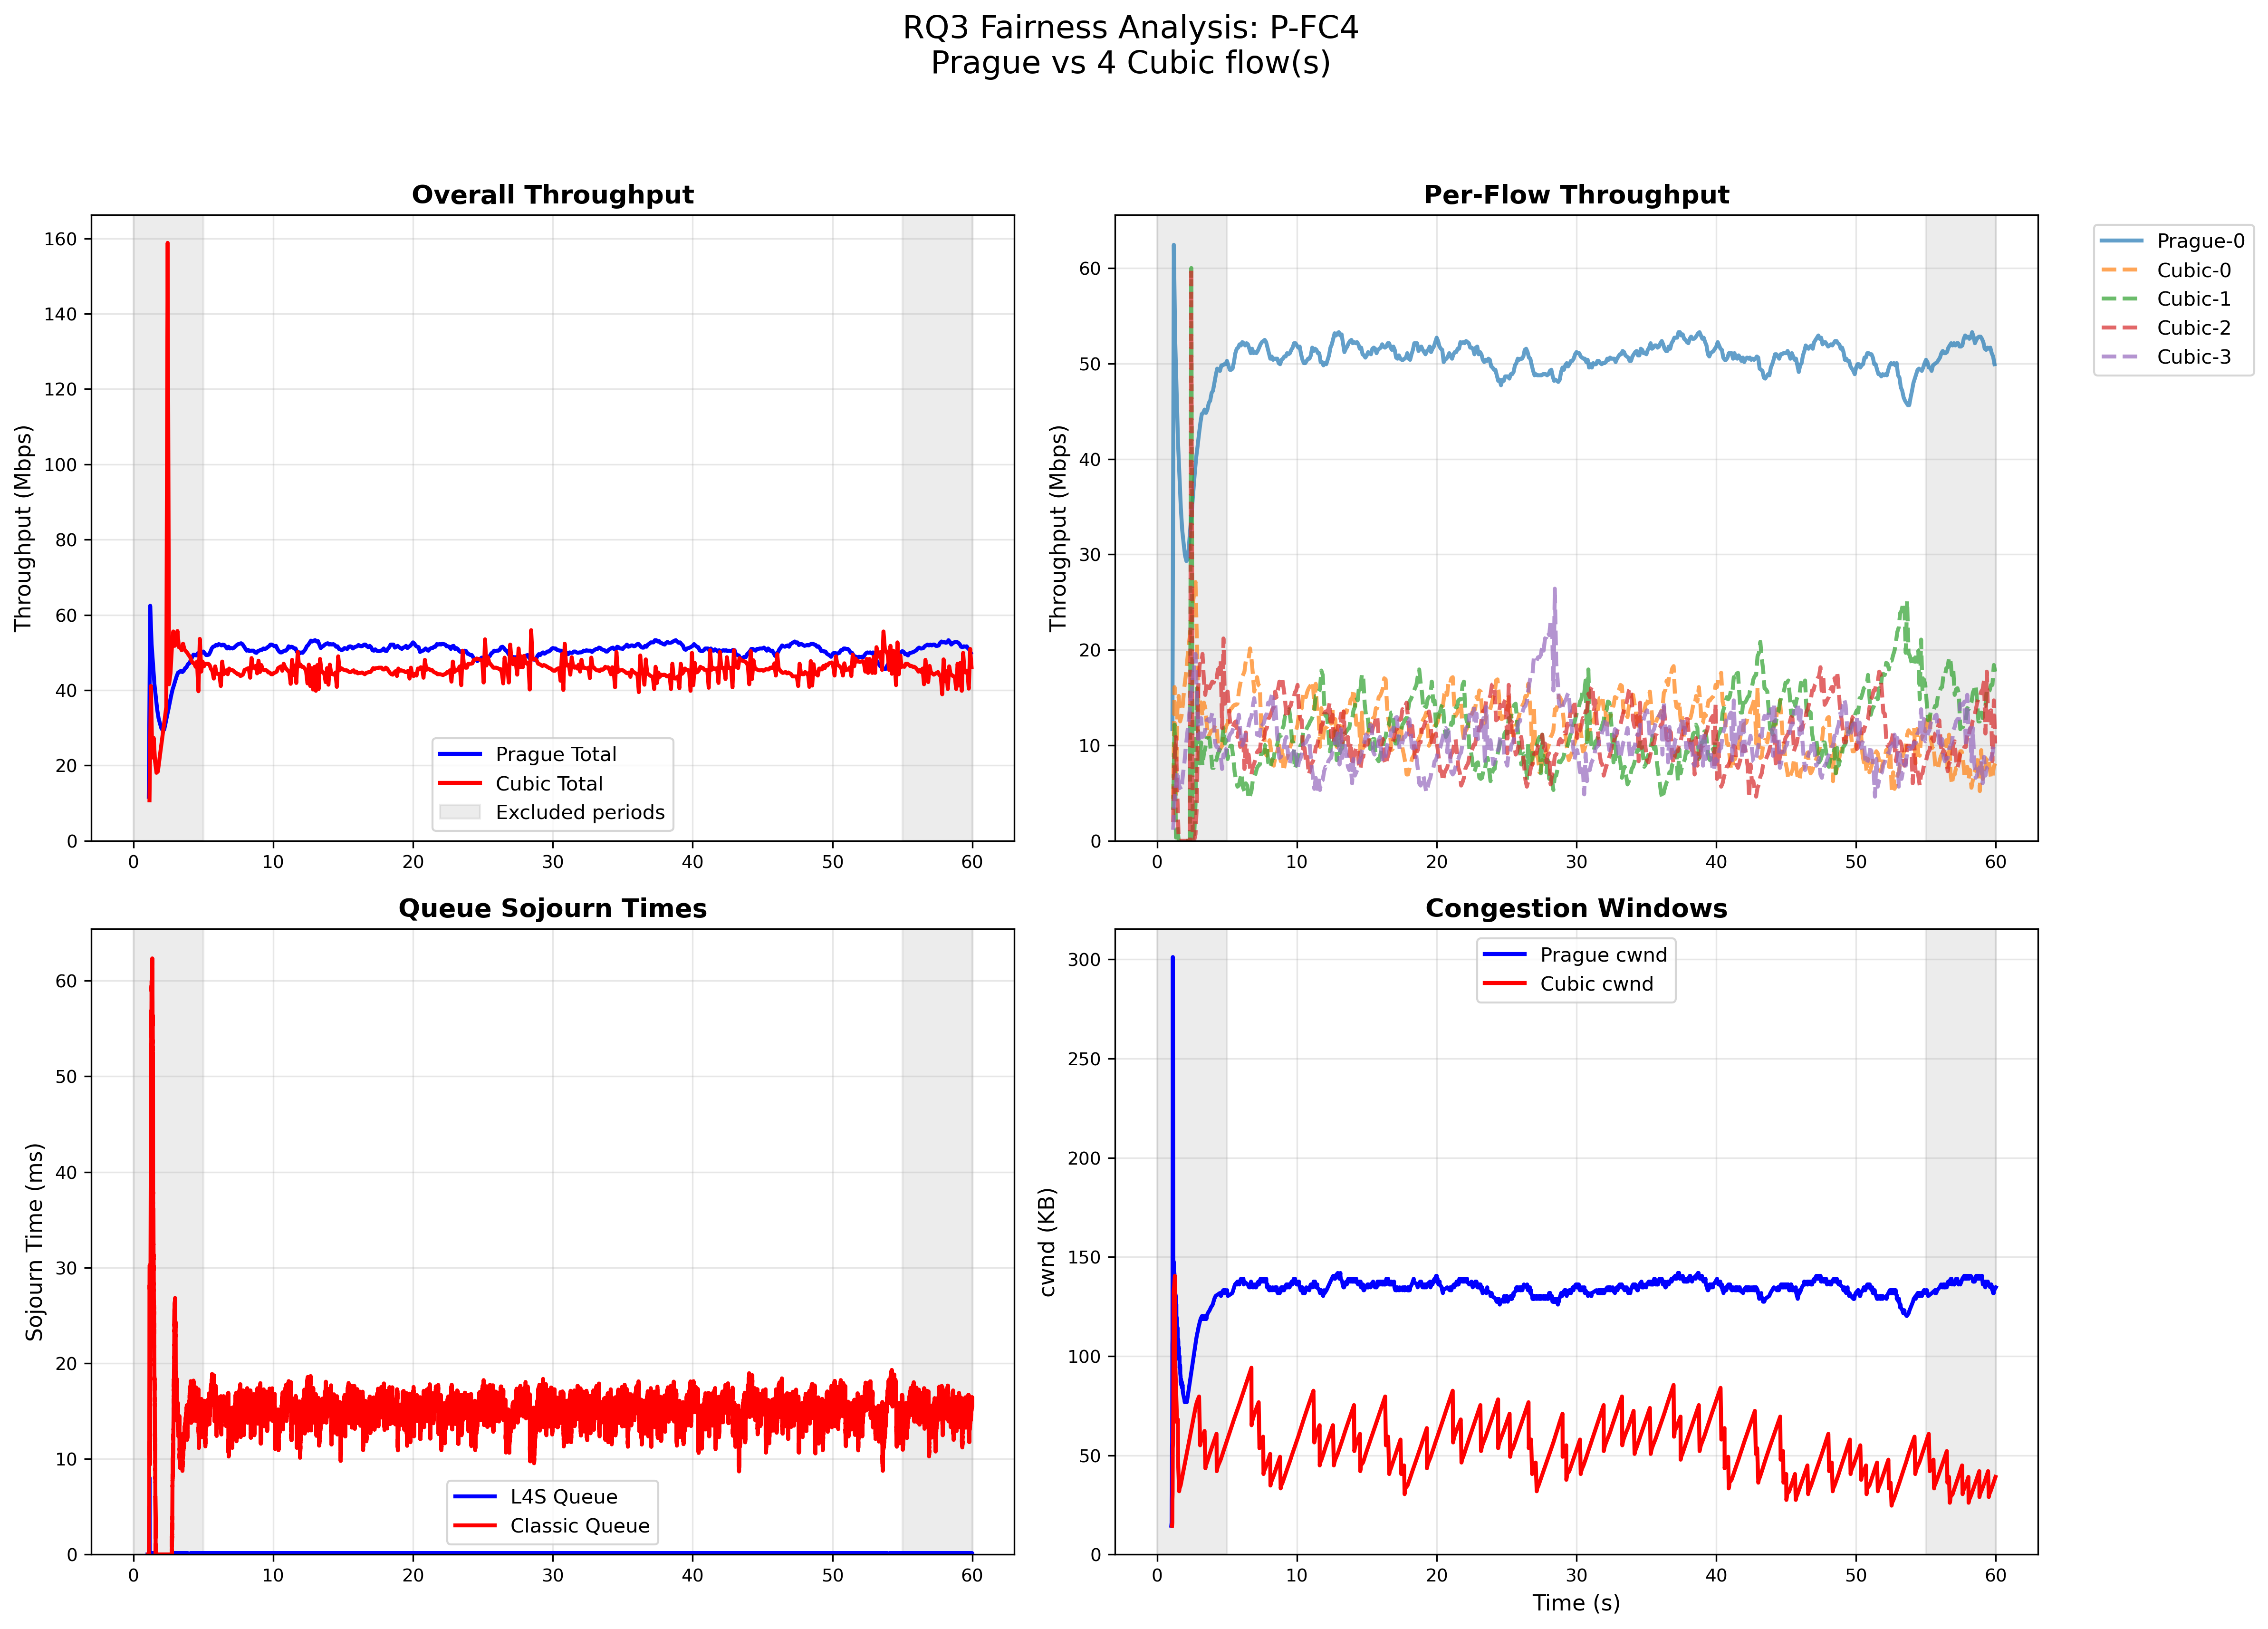 RQ3 Fairness Analysis: P-FC4
Prague vs 4 Cubic flow(s)
Overall Throughput
Throughput (Mbps)
160
140
120
100
80
60
40
20
0
0 10 20 30 40 50 60
Prague Total
Cubic Total
Excluded periods
Per-Flow Throughput
Throughput (Mbps)
60
50
40
30
20
10
0
0 10 20 30 40 50 60
Prague-0
Cubic-0
Cubic-1
Cubic-2
Cubic-3
Queue Sojourn Times
Sojourn Time (ms)
60
50
40
30
20
10
0
0 10 20 30 40 50 60
L4S Queue
Classic Queue
Congestion Windows
cwnd (KB)
300
250
200
150
100
50
0
0 10 20 30 40 50 60
Time (s)
Prague cwnd
Cubic cwnd